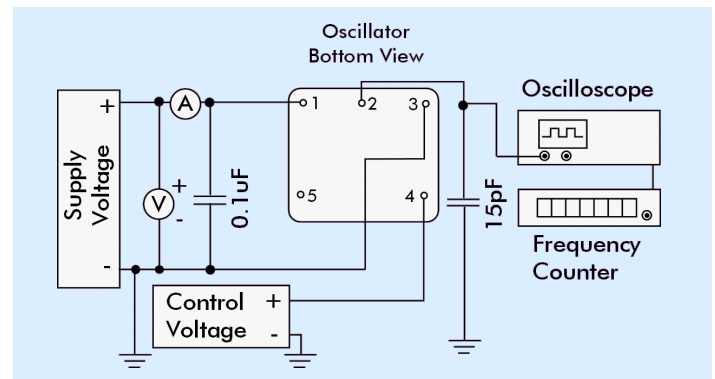 Oscillator
Bottom View
Supply
Voltage
+
-
A
V
+
-
0.1uF
1
2
3
4
5
15pF
Oscilloscope
Frequency
Counter
Control
Voltage
+
-